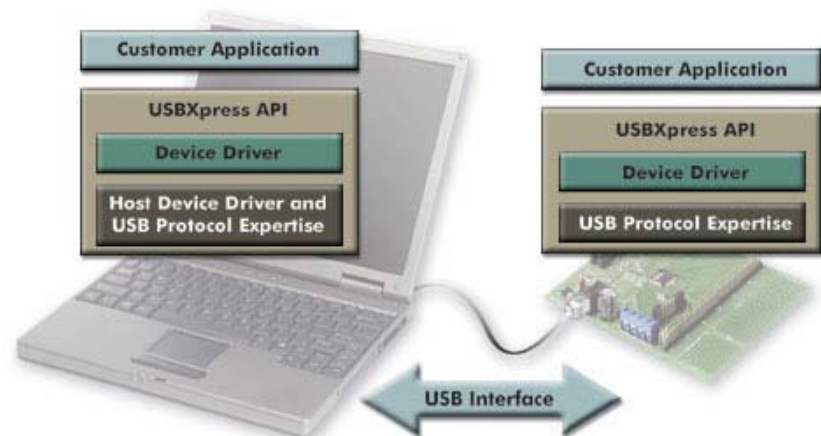 Customer Application
USBXpress API
Device Driver
Host Device Driver and
USB Protocol Expertise
Customer Application
USBXpress API
Device Driver
USB Protocol Expertise
USB Interface